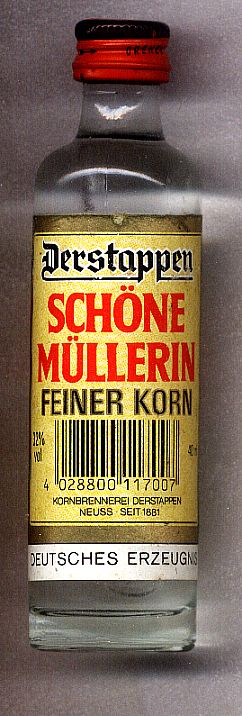 Derstappen
SCHÖNE
MÜLLERIN
FEINER KORN
32%
vol
4 028800 117007
KORNBRENNEREI DERSTAPPEN
NEUSS · SEIT 1881
DEUTSCHES ERZEUGNIS